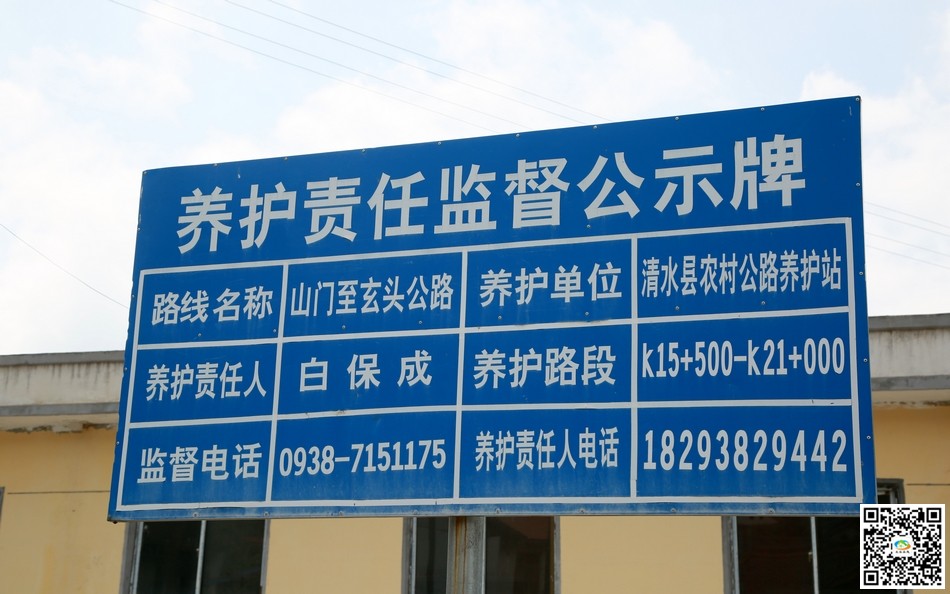 养护责任监督公示牌
路线名称 山门至玄头公路 养护单位 清水县农村公路养护站
养护责任人 白保成 养护路段 k15+500-k21+000
监督电话 0938-7151175 养护责任人电话 18293829442